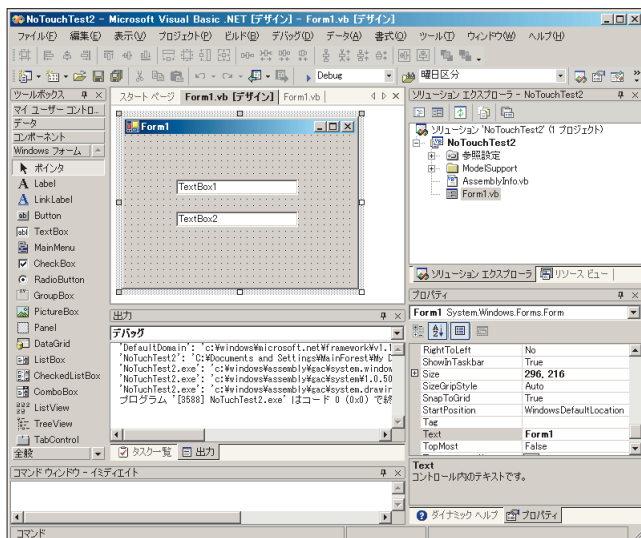 NoTouchTest2 - Microsoft Visual Basic .NET [デザイン] - Form1.vb [デザイン]
ファイル(F) 編集(E) 表示(V) プロジェクト(P) ビルド(B) デバッグ(D) データ(A) 書式(O) ツール(T) ウィンドウ(W) ヘルプ(H)
Debug
曜日区分
ツールボックス
マイ ユーザー コントロ...
データ
コンポーネント
Windows フォーム
ポインタ
Label
LinkLabel
Button
TextBox
MainMenu
CheckBox
RadioButton
GroupBox
PictureBox
Panel
DataGrid
ListBox
CheckedListBox
ComboBox
ListView
TreeView
TabControl
全般
スタート ページ Form1.vb [デザイン] Form1.vb
Form1
TextBox1
TextBox2
出力
デバッグ
'DefaultDomain': 'c:¥windows¥microsoft.net¥framework¥v1.1
'NoTuchTest2': 'C:¥Documents and Settings¥MainForest¥My D
'NoTuchTest2.exe': 'c:¥windows¥assembly¥gac¥system.window
'NoTuchTest2.exe': 'c:¥windows¥assembly¥gac¥system¥1.0.50
'NoTuchTest2.exe': 'c:¥windows¥assembly¥gac¥system.drawin
プログラム '[3588] NoTuchTest2.exe' はコード 0 (0x0) で終
タスク一覧 出力
ソリューション エクスプローラ - NoTouchTest2
ソリューション 'NoTouchTest2' (1 プロジェクト)
NoTouchTest2
参照設定
ModelSupport
AssemblyInfo.vb
Form1.vb
ソリューション エクスプローラ リソース ビュー
プロパティ
Form1 System.Windows.Forms.Form
RightToLeft No
ShowInTaskbar True
Size 296, 216
SizeGripStyle Auto
SnapToGrid True
StartPosition WindowsDefaultLocation
Tag
Text Form1
TopMost False
Text
コントロール内のテキストです。
ダイナミック ヘルプ プロパティ
コマンド ウィンドウ - イミディエイト
コマンド